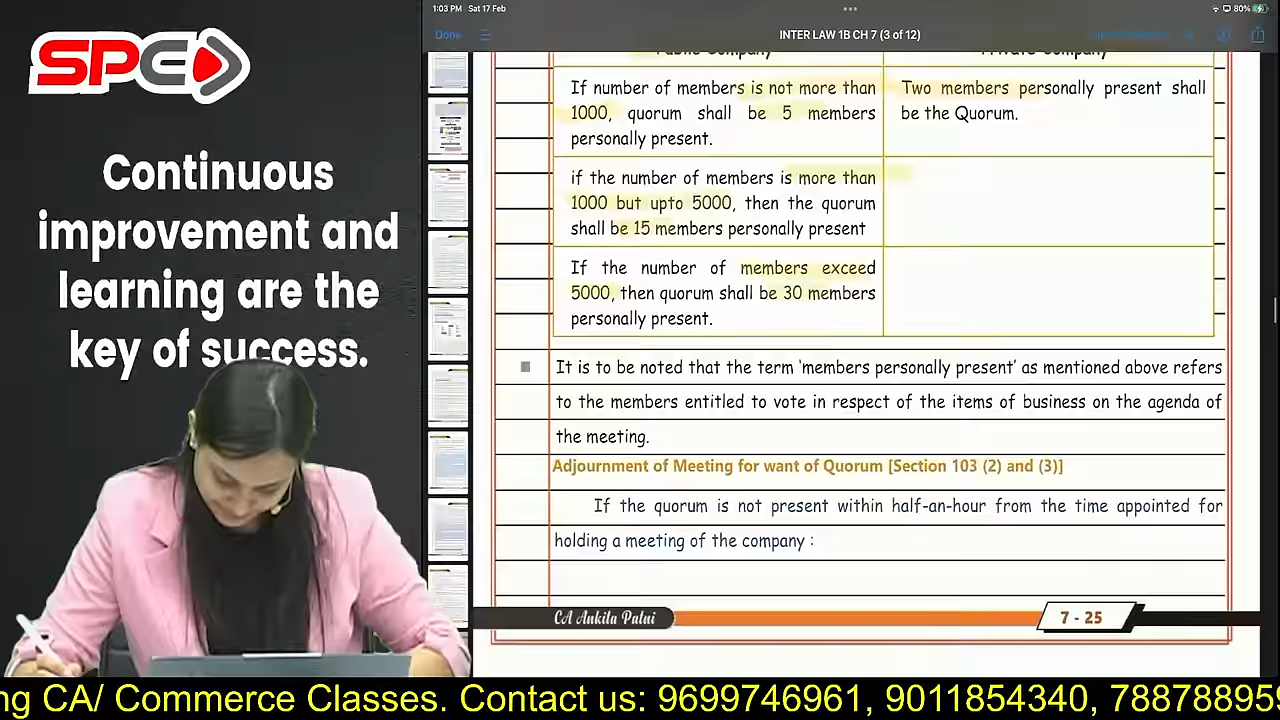 1:03 PM Sat 17 Feb
80%
Done
INTER LAW 1B CH 7 (3 of 12)
SPC
Continuous
improvement and
learning are the
key of success.
Public Company
Private Company
If number of members is not more than
1000, quorum shall be 5 members
personally present.
Two members personally present shall
be the Quorum.
if the number of members is more than
1000 but upto 5000, then the quorum
shall be 15 members personally present
If number members exceed
5000 then quorum shall be 30 members
personally present
It is to be noted that the term 'members personally present' as mentioned above refers
to the members entitled to vote in respect of the items of business on the agenda of
the meeting.
Adjournment of Meeting for want of Quorum [Section 103 (2) and (3)]
If the quorum is not present within half-an-hour from the time appointed for
holding a meeting of the company :
CA Ankita
7 - 25
ng CA/ Commerce Classes. Contact us: 9699746961, 9011854340, 788788959